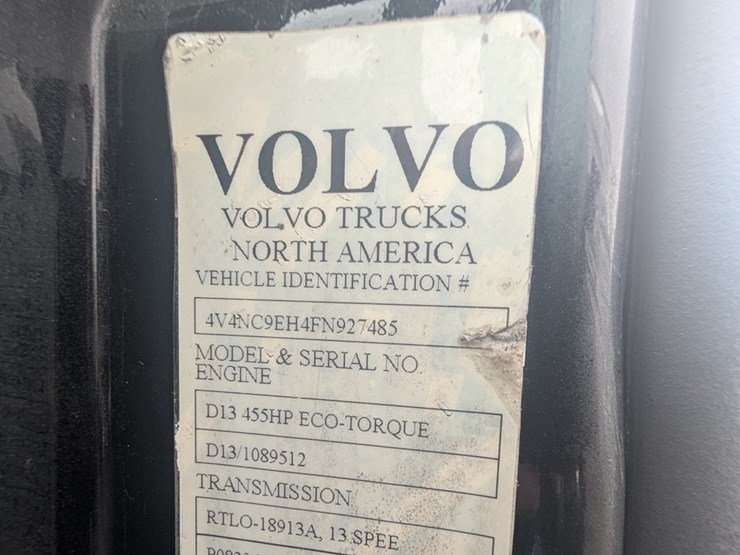 VOLVO
VOLVO TRUCKS
NORTH AMERICA
VEHICLE IDENTIFICATION #
4V4NC9EH4FN927485
MODEL & SERIAL NO.
ENGINE
D13 455HP ECO-TORQUE
D13/1089512
TRANSMISSION
RTLO-18913A, 13 SPEE